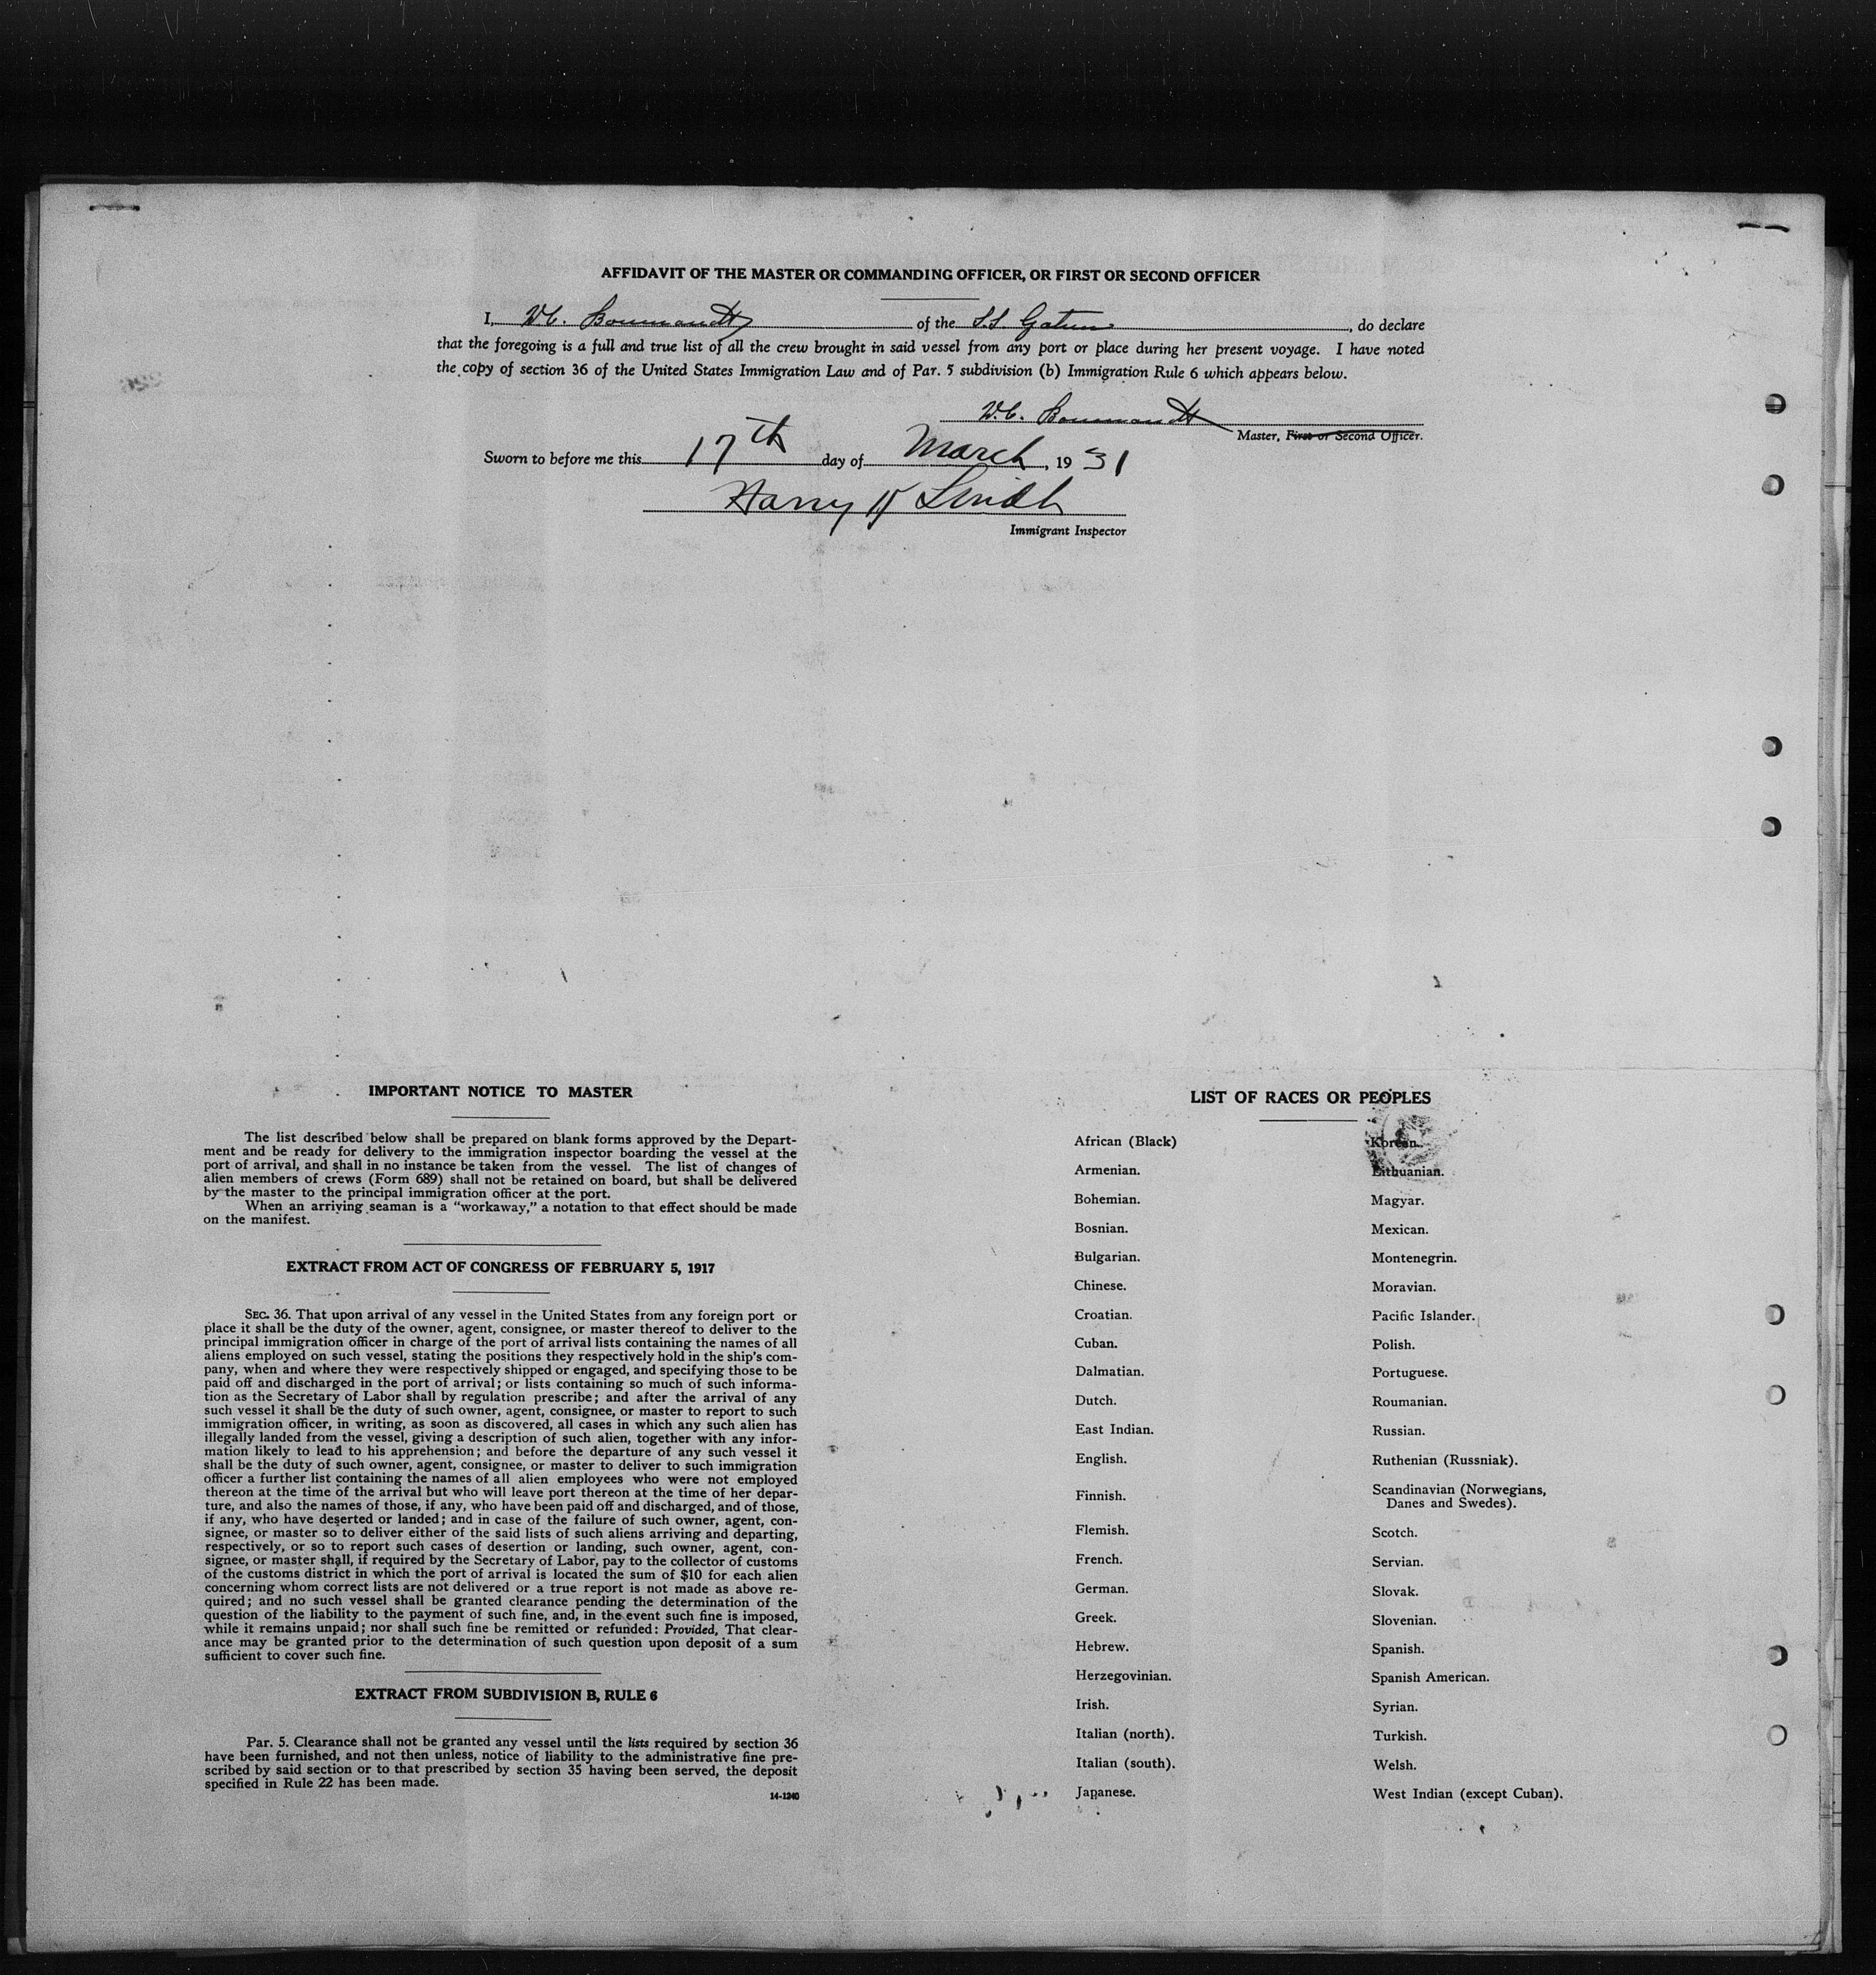 AFFIDAVIT OF THE MASTER OR COMMANDING OFFICER, OR FIRST OR SECOND OFFICER
I, of the S.S. Gatun, do declare
that the foregoing is a full and true list of all the crew brought in said vessel from any port or place during her present voyage. I have noted
the copy of section 36 of the United States Immigration Law and of Par. 5 subdivision (b) Immigration Rule 6 which appears below.
Master, First or Second Officer.
Sworn to before me this 17th day of March, 1931
Harry
Immigrant Inspector
IMPORTANT NOTICE TO MASTER
The list described below shall be prepared on blank forms approved by the Depart-
ment and be ready for delivery to the immigration inspector boarding the vessel at the
port of arrival, and shall in no instance be taken from the vessel. The list of changes of
alien members of crews (Form 689) shall not be retained on board, but shall be delivered
by the master to the principal immigration officer at the port.
When an arriving seaman is a “workaway,” a notation to that effect should be made
on the manifest.
EXTRACT FROM ACT OF CONGRESS OF FEBRUARY 5, 1917
SEC. 36. That upon arrival of any vessel in the United States from any foreign port or
place it shall be the duty of the owner, agent, consignee, or master thereof to deliver to the
principal immigration officer in charge of the port of arrival lists containing the names of all
aliens employed on such vessel, stating the positions they respectively hold in the ship's com-
pany, when and where they were respectively shipped or engaged, and specifying those to be
paid off and discharged in the port of arrival; or lists containing so much of such informa-
tion as the Secretary of Labor shall by regulation prescribe; and after the arrival of any
such vessel it shall be the duty of such owner, agent, consignee, or master to report to such
immigration officer, in writing, as soon as discovered, all cases in which any such alien has
illegally landed from the vessel, giving a description of such alien, together with any infor-
mation likely to lead to his apprehension; and before the departure of any such vessel it
shall be the duty of such owner, agent, consignee, or master to deliver to such immigration
officer a further list containing the names of all alien employees who were not employed
thereon at the time of the arrival but who will leave port thereon at the time of her depar-
ture, and also the names of those, if any, who have been paid off and discharged, and of those,
if any, who have deserted or landed; and in case of the failure of such owner, agent, con-
signee, or master so to deliver either of the said lists of such aliens arriving and departing,
respectively, or so to report such cases of desertion or landing, such owner, agent, con-
signee, or master shall, if required by the Secretary of Labor, pay to the collector of customs
of the customs district in which the port of arrival is located the sum of $10 for each alien
concerning whom correct lists are not delivered or a true report is not made as above re-
quired; and no such vessel shall be granted clearance pending the determination of the
question of the liability to the payment of such fine, and, in the event such fine is imposed,
while it remains unpaid; nor shall such fine be remitted or refunded: Provided, That clear-
ance may be granted prior to the determination of such question upon deposit of a sum
sufficient to cover such fine.
EXTRACT FROM SUBDIVISION B, RULE 6
Par. 5. Clearance shall not be granted any vessel until the lists required by section 36
have been furnished, and not then unless, notice of liability to the administrative fine pre-
scribed by said section or to that prescribed by section 35 having been served, the deposit
specified in Rule 22 has been made.
14-1240
LIST OF RACES OR PEOPLES
African (Black)
Armenian.
Bohemian.
Bosnian.
Bulgarian.
Chinese.
Croatian.
Cuban.
Dalmatian.
Dutch.
East Indian.
English.
Finnish.
Flemish.
French.
German.
Greek.
Hebrew.
Herzegovinian.
Irish.
Italian (north).
Italian (south).
Japanese.
Korean.
Lithuanian.
Magyar.
Mexican.
Montenegrin.
Moravian.
Pacific Islander.
Polish.
Portuguese.
Roumanian.
Russian.
Ruthenian (Russniak).
Scandinavian (Norwegians,
Danes and Swedes).
Scotch.
Servian.
Slovak.
Slovenian.
Spanish.
Spanish American.
Syrian.
Turkish.
Welsh.
West Indian (except Cuban).